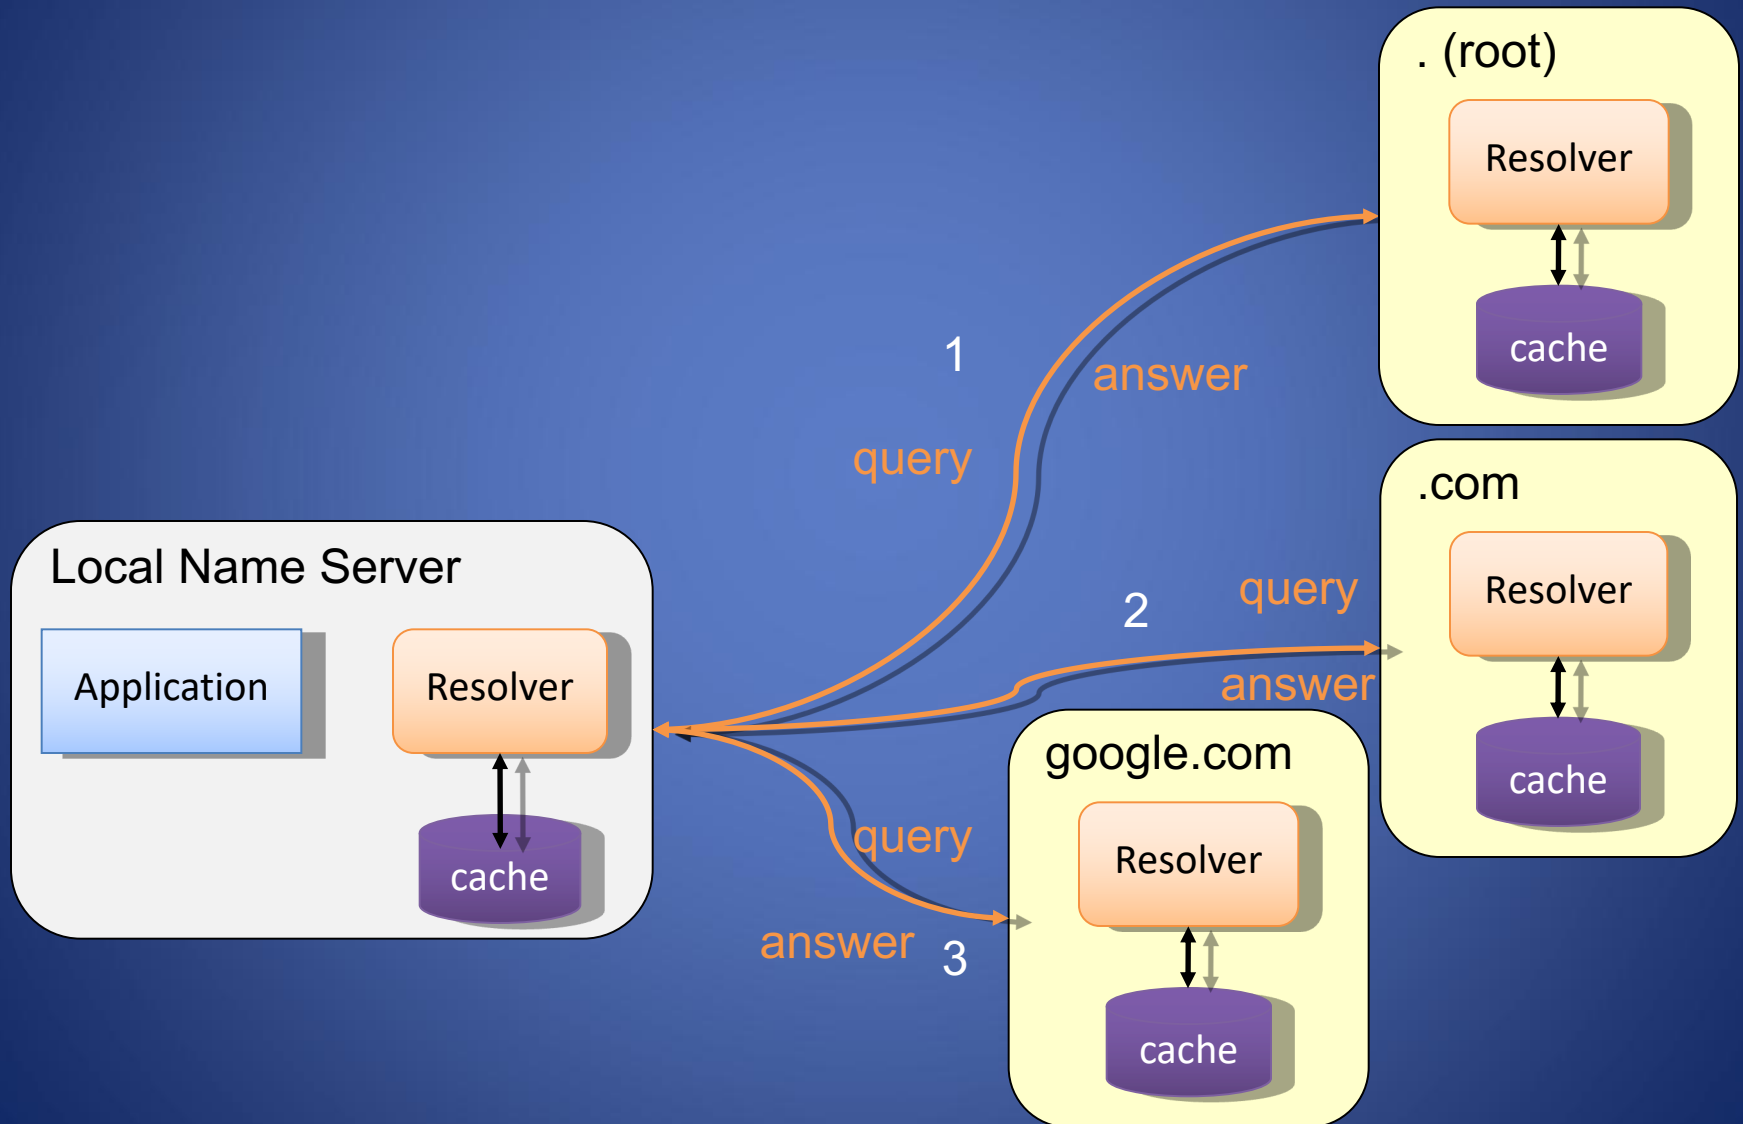 . (root)
Resolver
cache
1
answer
query
.com
Resolver
cache
2
query
answer
Local Name Server
Application
Resolver
cache
google.com
Resolver
cache
query
answer
3